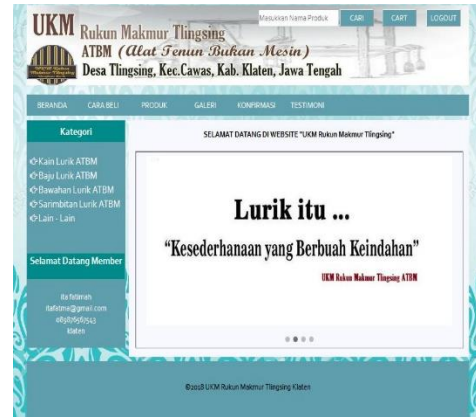 UKM Rukun Makmur Tlingsing
ATBM (Alat Tenun Bukan Mesin)
Desa Tlingsing, Kec.Cawas, Kab. Klaten, Jawa Tengah
Masukkan Nama Produk CARI CART LOGOUT
BERANDA CARA BELI PRODUK GALERI KONFIRMASI TESTIMONI
Kategori
Kain Lurik ATBM
Baju Lurik ATBM
Bawahan Lurik ATBM
Sarimbitan Lurik ATBM
Lain - Lain
Selamat Datang Member
ila fatimah
klaten
SELAMAT DATANG DI WEBSITE "UKM Rukun Makmur Tlingsing"
Lurik itu ...
“Kesederhanaan yang Berbuah Keindahan”
UKM Rukun Makmur Tlingsing ATBM
©2018 UKM Rukun Makmur Tlingsing Klaten